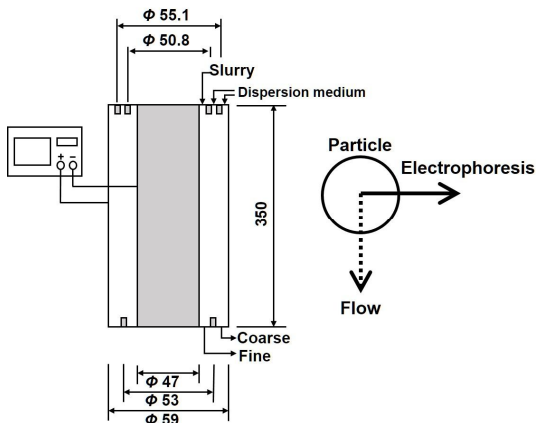 Φ 55.1
Φ 50.8
Slurry
Dispersion medium
+ −
Particle
Electrophoresis
350
Flow
Coarse
Fine
Φ 47
Φ 53
Φ 59